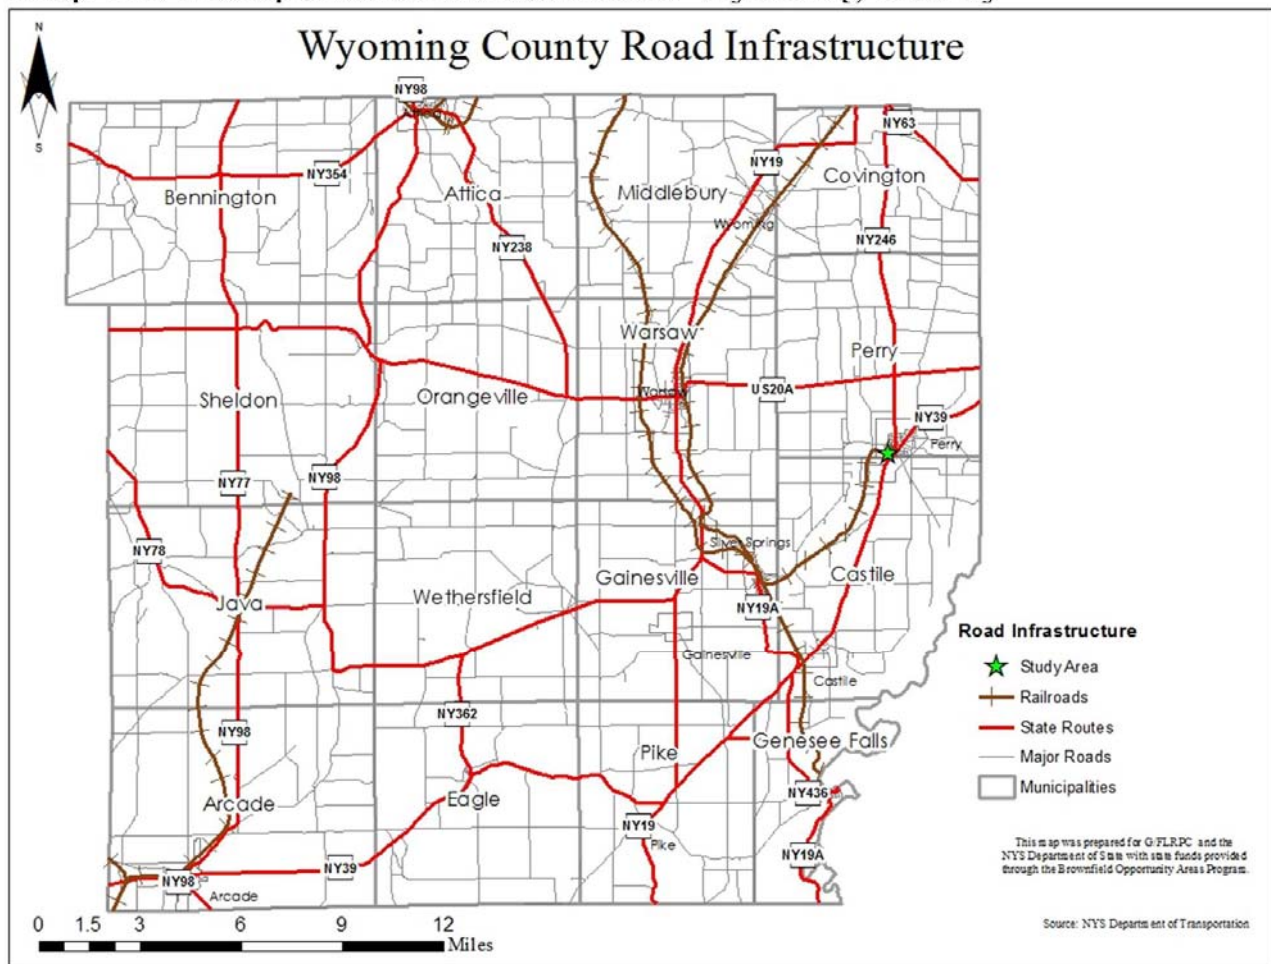 N
S
Wyoming County Road Infrastructure
NY98
Attica
NY63
NY354
NY19
Covington
Bennington
Attica
Middlebury
Wyoming
NY238
NY246
Warsaw
Perry
Warsaw
US20A
Sheldon
Orangeville
NY39
Perry
NY77
NY98
NY78
Silver Springs
Gainesville
Castile
Java
Wethersfield
NY19A
Gainesville
Castile
NY98
NY362
Pike
Genesee Falls
Arcade
Eagle
NY436
NY19
Pike
NY19A
NY39
NY98
Arcade
Road Infrastructure
Study Area
Railroads
State Routes
Major Roads
Municipalities
This map was prepared for G/FLRPC and the
NYS Department of State with state funds provided
through the Brownfield Opportunity Areas Program.
Source: NYS Department of Transportation
0 1.5 3 6 9 12
Miles